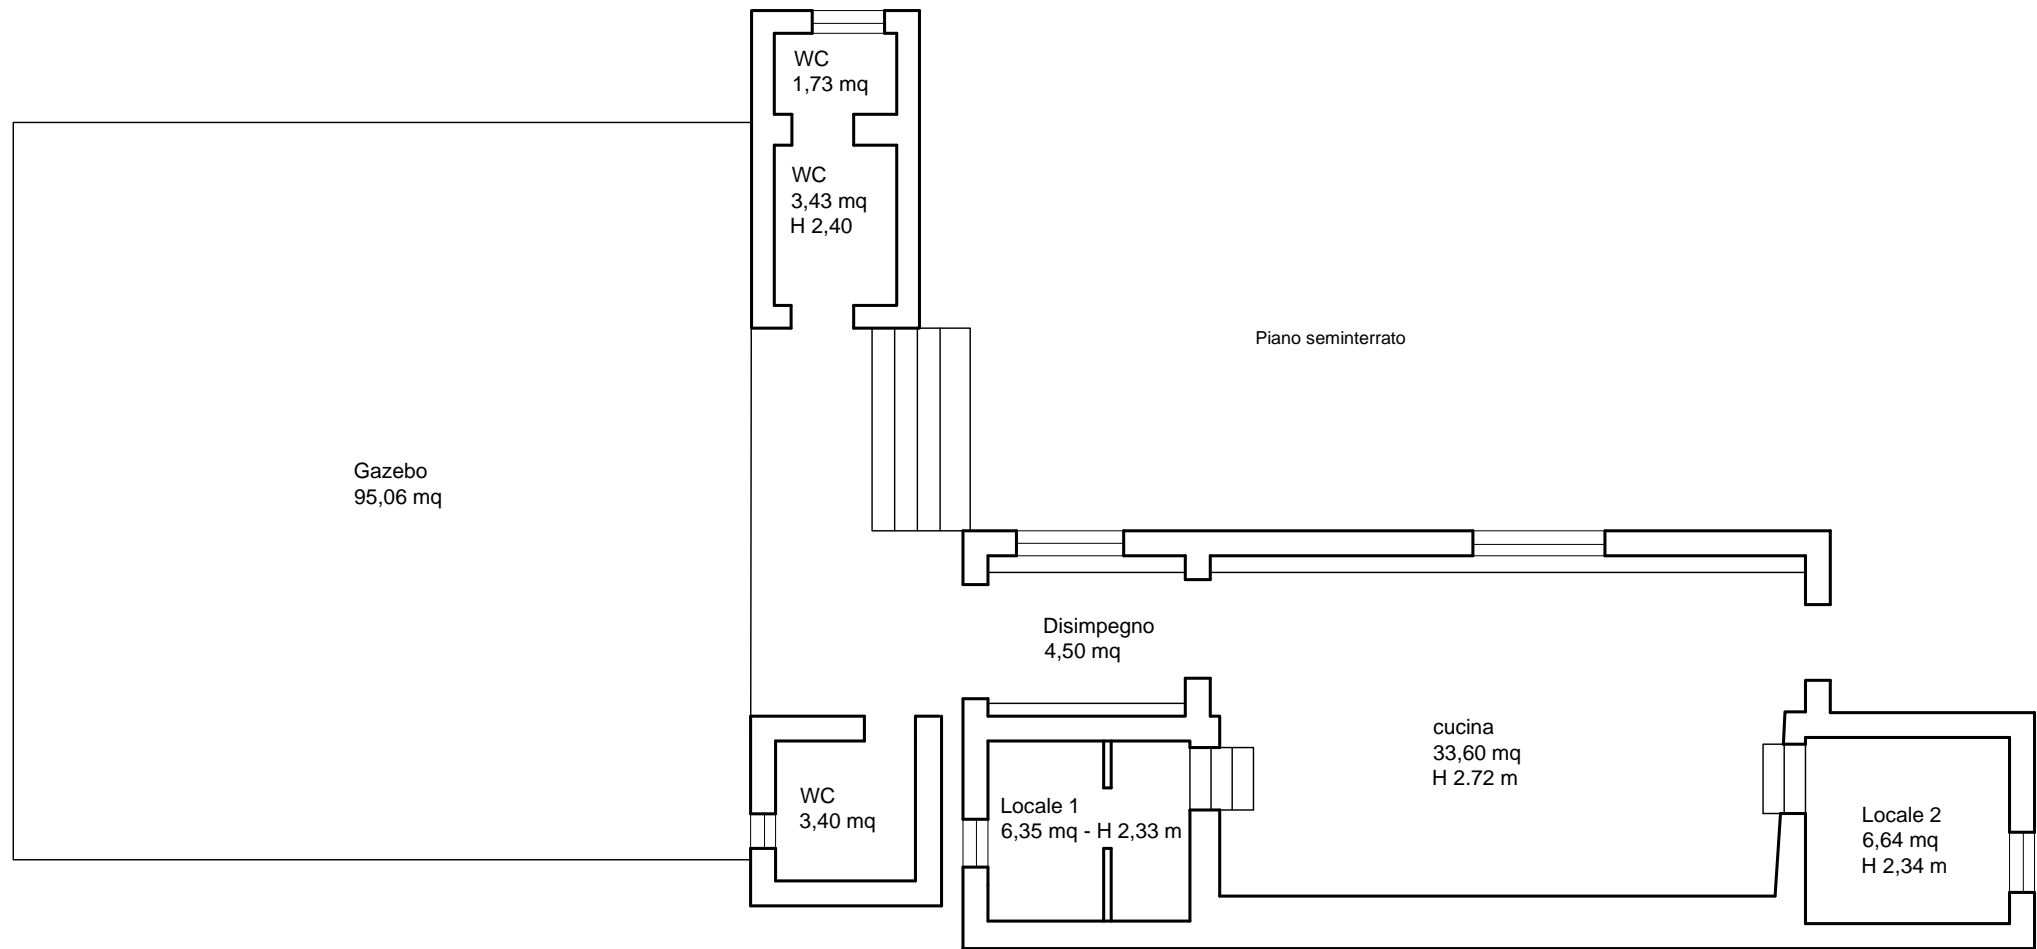 WC
1,73 mq
WC
3,43 mq
H 2,40
Piano seminterrato
Gazebo
95,06 mq
Disimpegno
4,50 mq
cucina
33,60 mq
H 2.72 m
WC
3,40 mq
Locale 1
6,35 mq - H 2,33 m
Locale 2
6,64 mq
H 2,34 m